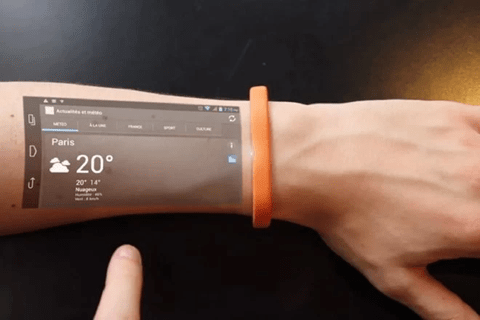 Actualités et météo
MÉTÉO À LA UNE FRANCE SPORT CULTURE
Paris
20°
20° 14°
Nuageux